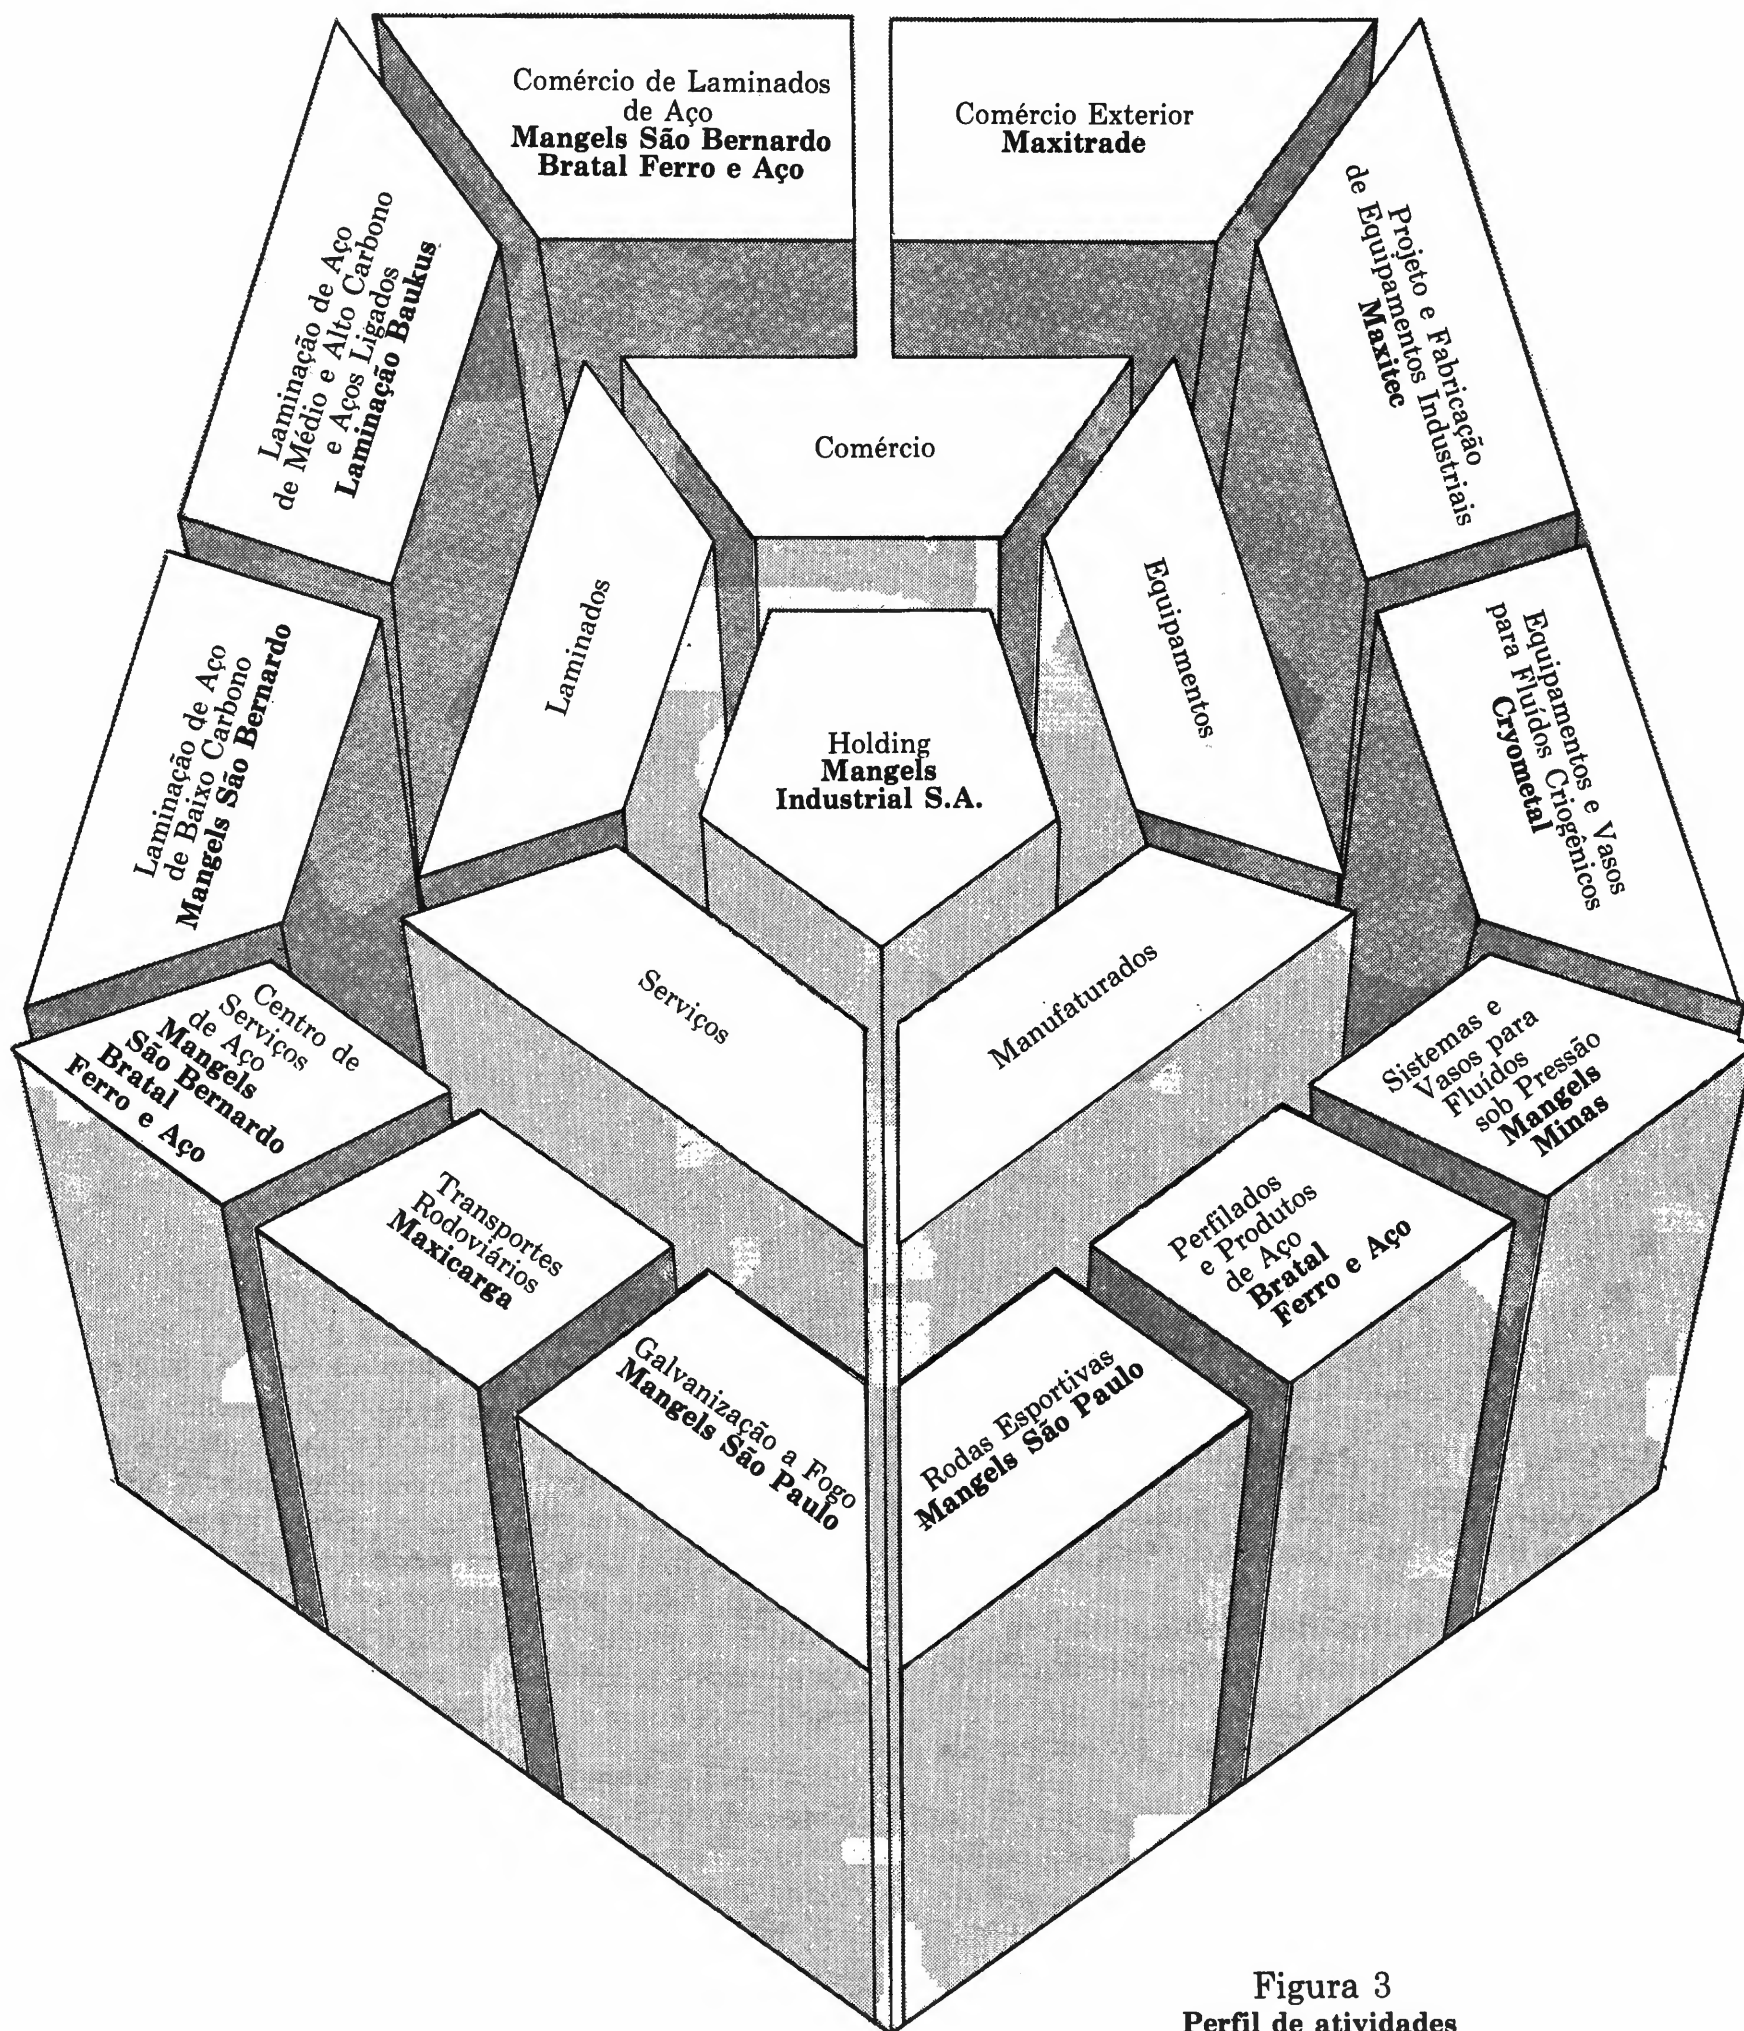 Comércio de Laminados
de Aço
Mangels São Bernardo
Bratal Ferro e Aço
Comércio Exterior
Maxitrade
Laminação de Aço
de Médio e Alto Carbono
e Aços Ligados
Laminação Baukus
Projeto e Fabricação
de Equipamentos Industriais
Maxitec
Comércio
Laminados
Equipamentos
Laminação de Aço
de Baixo Carbono
Mangels São Bernardo
Equipamentos e Vasos
para Fluídos Criogênicos
Cryometal
Holding
Mangels
Industrial S.A.
Serviços
Manufaturados
Centro de
Serviços
de Aço
Mangels
São Bernardo
Bratal
Ferro e Aço
Sistemas e
Vasos para
Fluídos
sob Pressão
Mangels
Minas
Transportes
Rodoviários
Maxicarga
Perfilados
e Produtos
de Aço
Bratal
Ferro e Aço
Galvanização a Fogo
Mangels São Paulo
Rodas Esportivas
Mangels São Paulo
Figura 3
Perfil de atividades